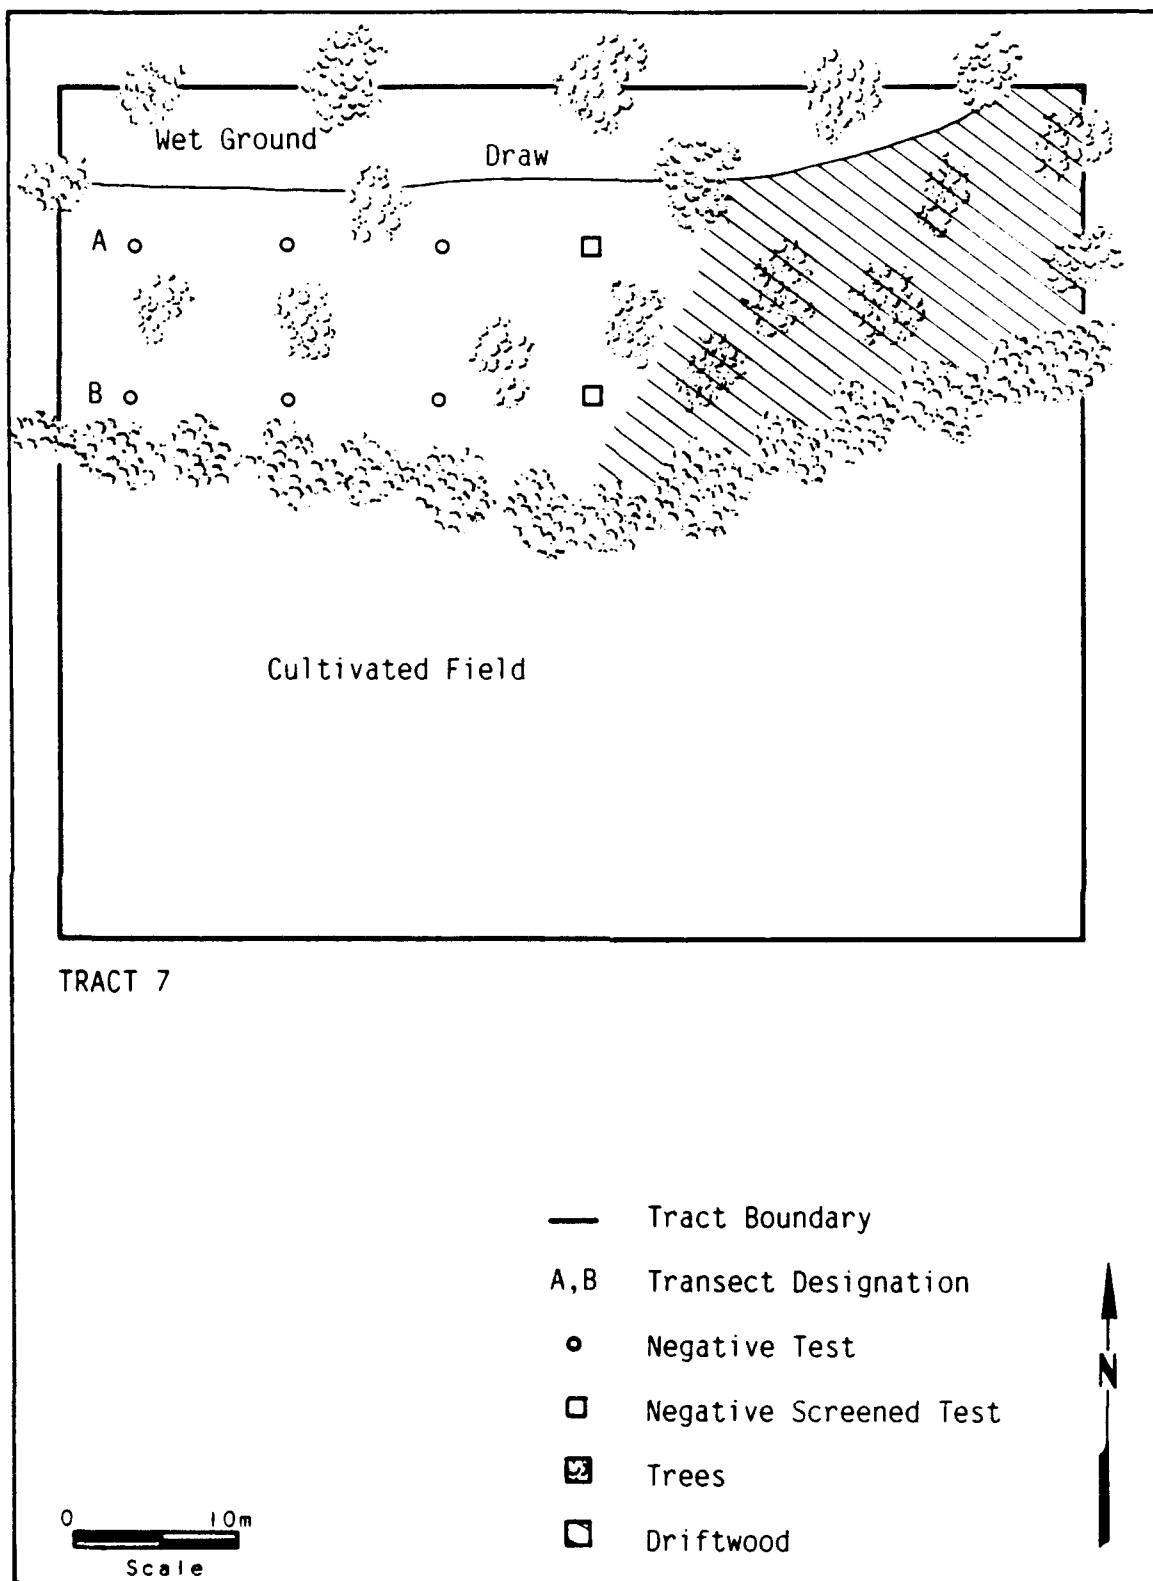 Wet Ground
Draw
A
B
Cultivated Field
TRACT 7
Tract Boundary
A,B Transect Designation
Negative Test
Negative Screened Test
N
Trees
Driftwood
0 10m
Scale